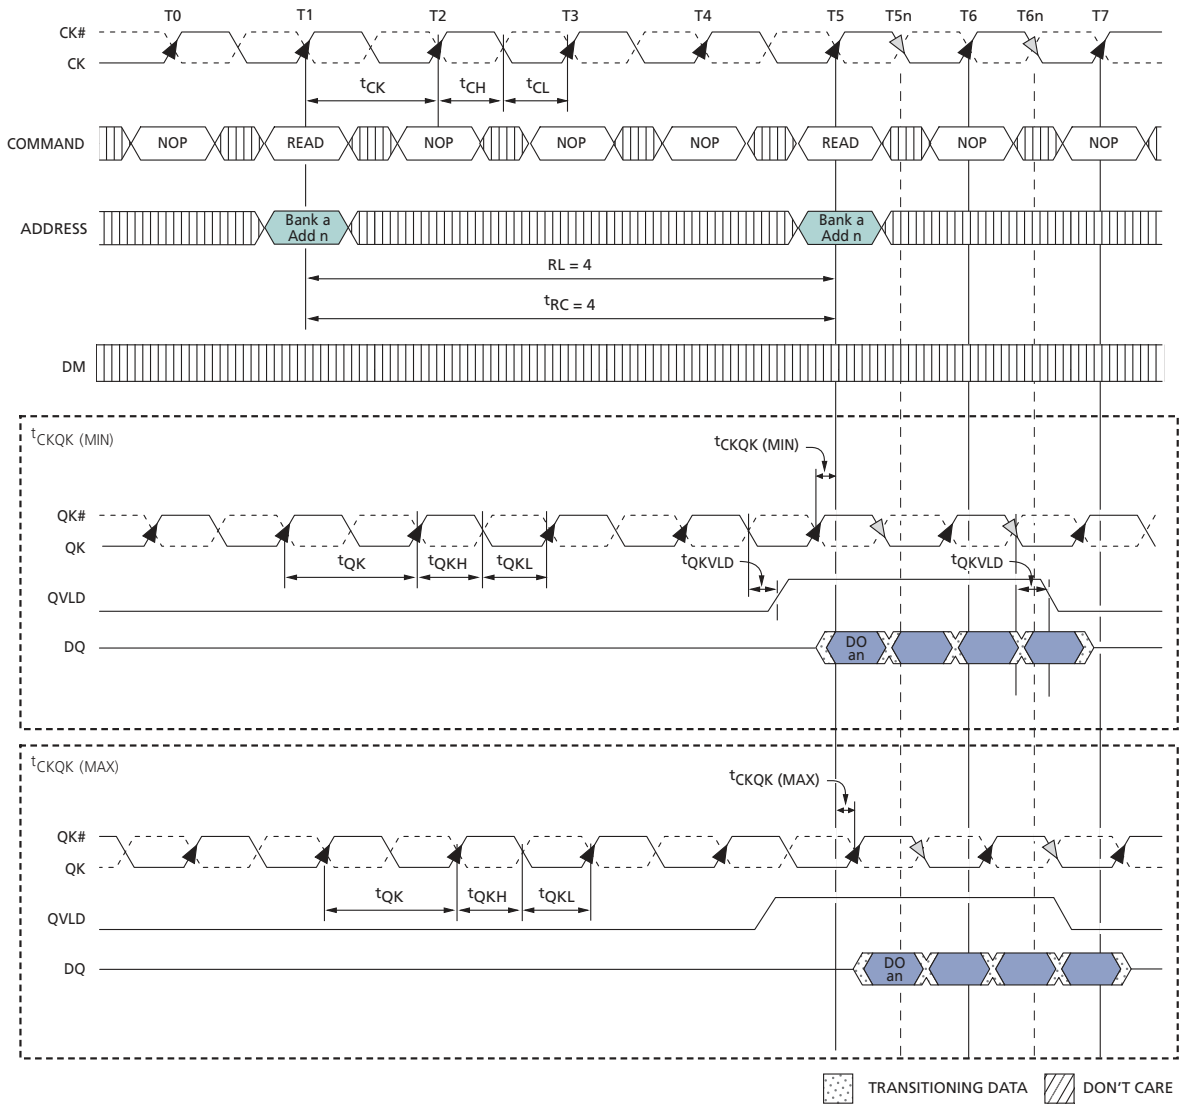 T0 T1 T2 T3 T4 T5 T5n T6 T6n T7
CK#
CK
tCK tCH tCL
COMMAND NOP READ NOP NOP NOP READ NOP NOP
ADDRESS Bank a Add n Bank a Add n
RL = 4
tRC = 4
DM
tCKQK (MIN)
tCKQK (MIN)
QK#
QK
tQK tQKH tQKL tQKVLD tQKVLD
QVLD
DQ DO an
tCKQK (MAX)
tCKQK (MAX)
QK#
QK
tQK tQKH tQKL
QVLD
DQ DO an
TRANSITIONING DATA DON'T CARE